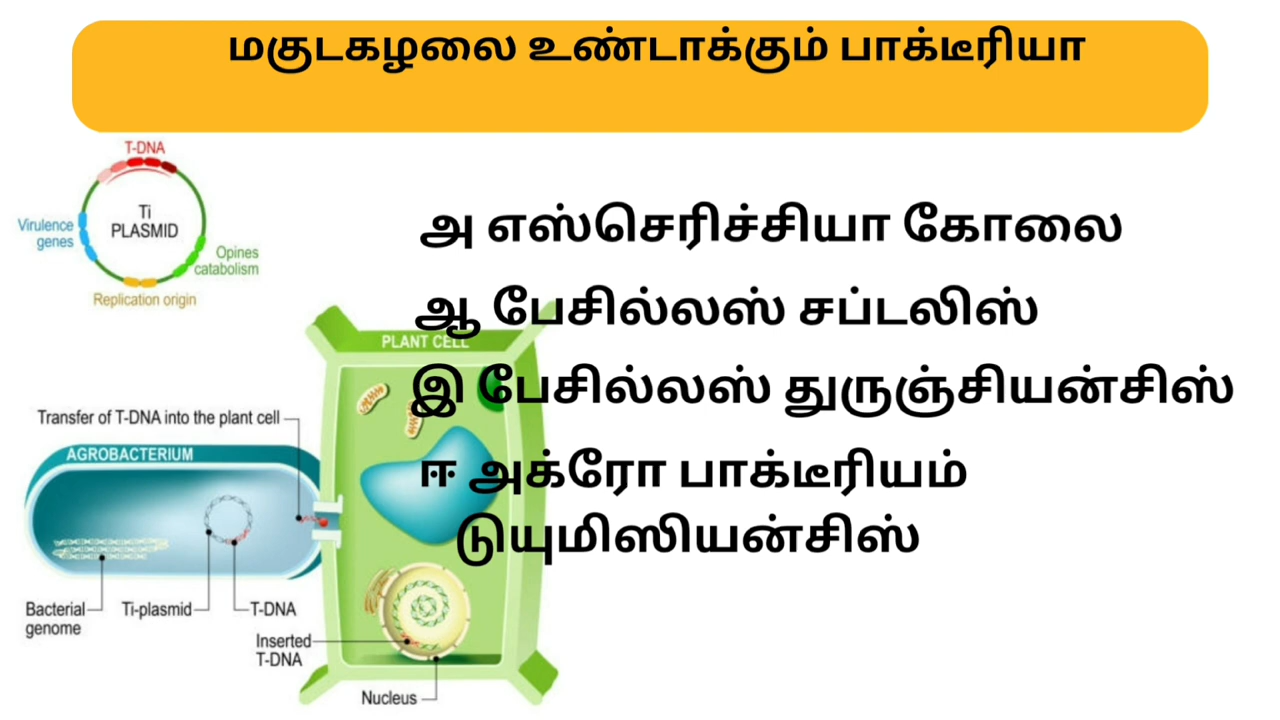 மகுடகழலை உண்டாக்கும் பாக்டீரியா
T-DNA
Ti
PLASMID
Virulence
genes
Opines
catabolism
Replication origin
அ எஸ்செரிச்சியா கோலை
ஆ பேசில்லஸ் சப்டலிஸ்
PLANT CELL
இ பேசில்லஸ் துருஞ்சியன்சிஸ்
Transfer of T-DNA into the plant cell
AGROBACTERIUM
ஈ அக்ரோ பாக்டீரியம்
டுயுமிஸியன்சிஸ்
Bacterial
genome
Ti-plasmid
T-DNA
Inserted
T-DNA
Nucleus